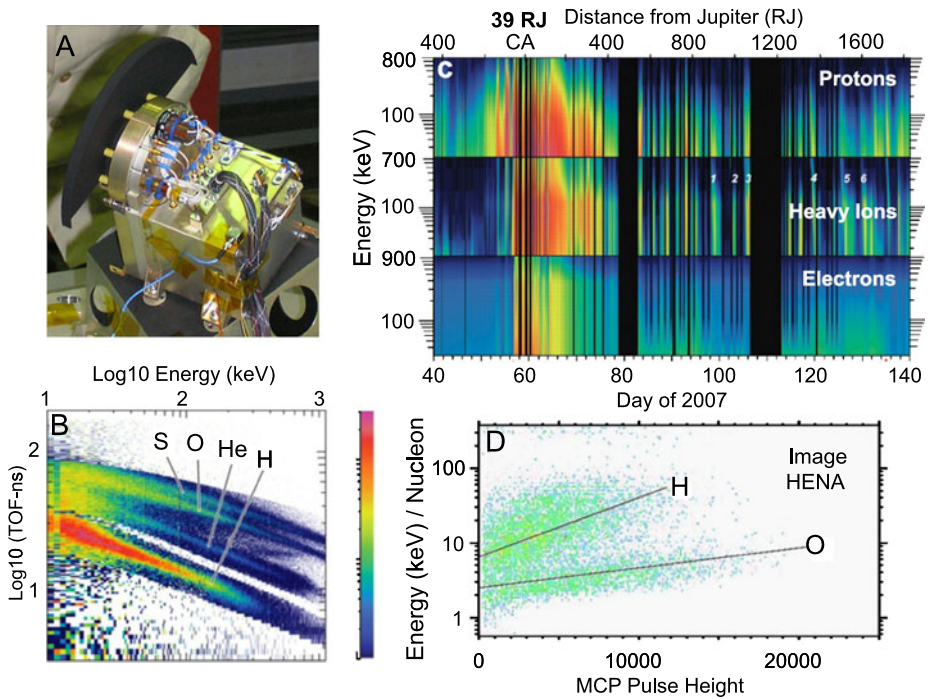 A
39 RJ Distance from Jupiter (RJ)
400 CA 400 800 1200 1600
C
Protons
800
100
700
1 2 3 4 5 6
100
Heavy Ions
900
Electrons
100
Energy (keV)
40 60 80 100 120 140
Day of 2007
Log10 Energy (keV)
1 2 3
B
S O He H
2
1
Log10 (TOF-ns)
D
Image
HENA
H
O
100
10
1
Energy (keV) / Nucleon
0 10000 20000
MCP Pulse Height